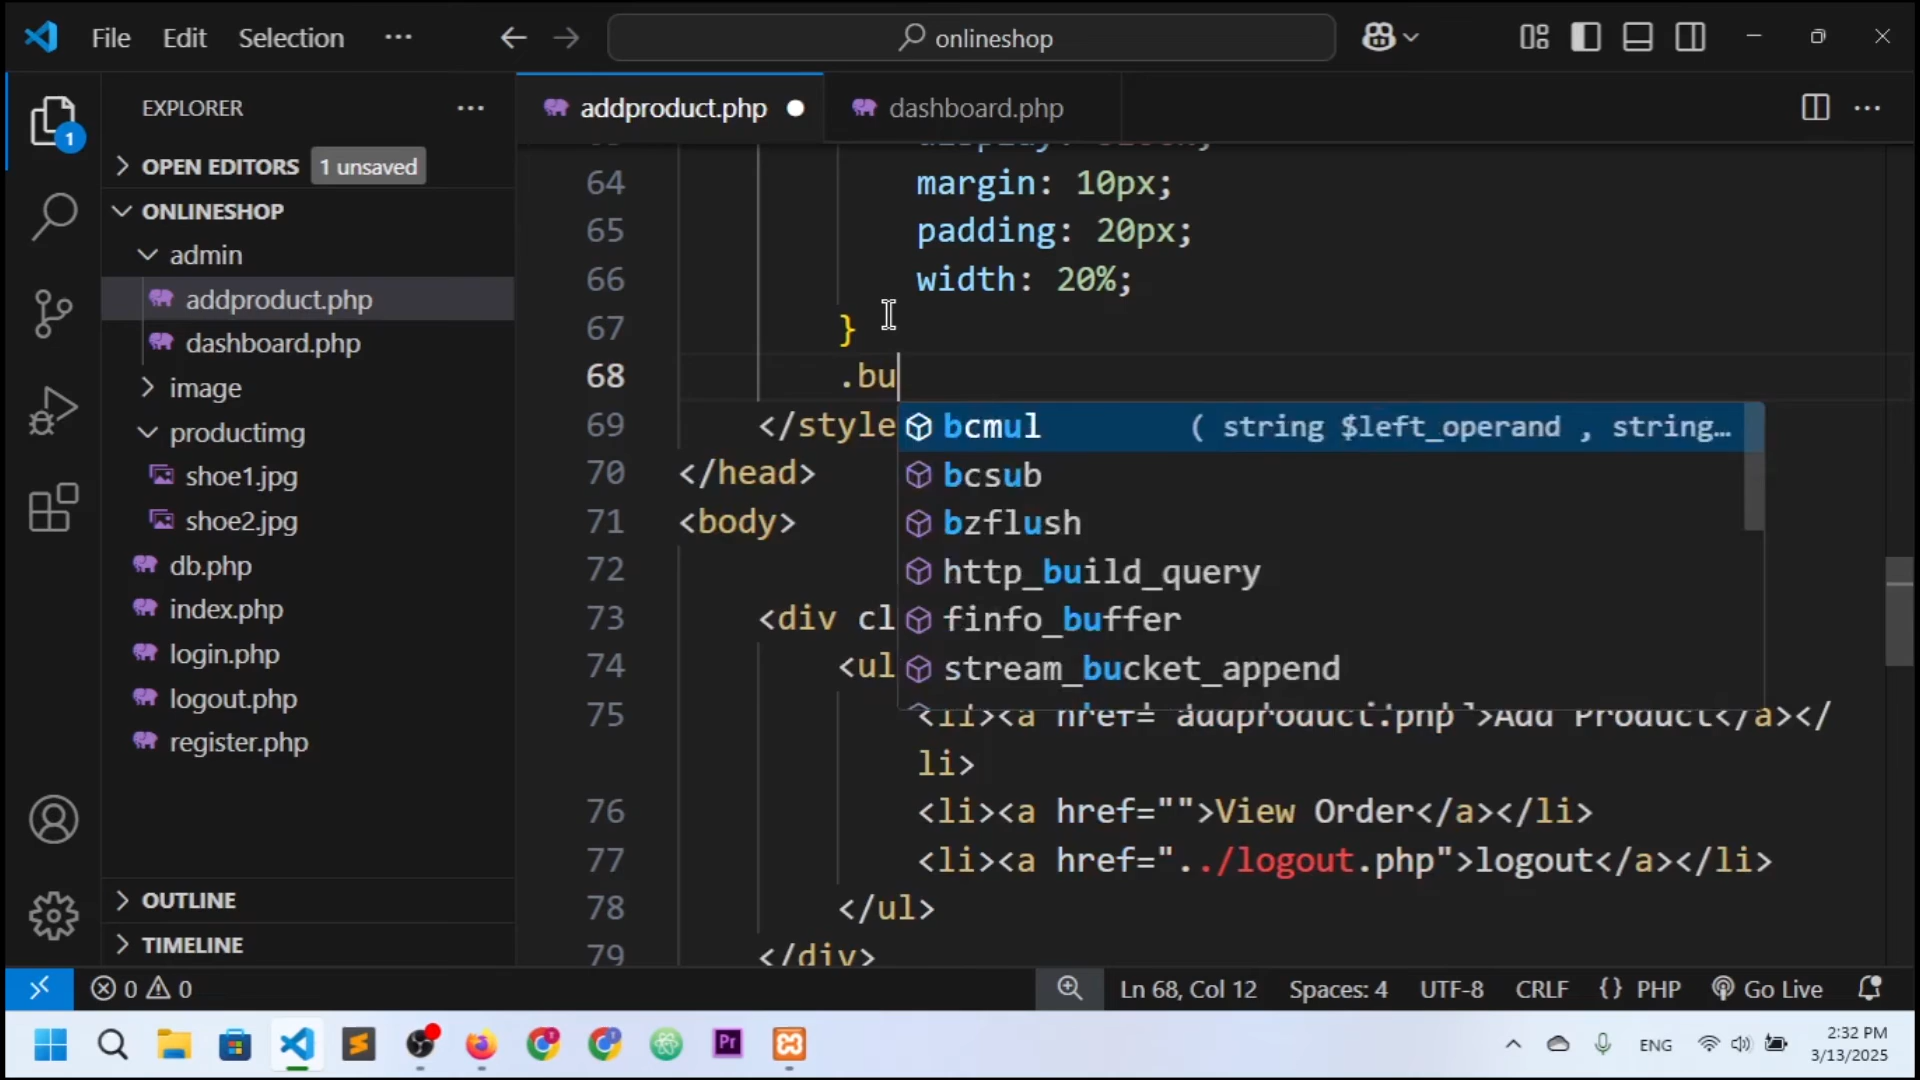 File Edit Selection ··· onlineshop
EXPLORER ···
addproduct.php dashboard.php ···
OPEN EDITORS 1 unsaved
ONLINESHOP
admin
addproduct.php
dashboard.php
image
productimg
shoe1.jpg
shoe2.jpg
db.php
index.php
login.php
logout.php
register.php
OUTLINE
TIMELINE
1
64 margin: 10px;
65 padding: 20px;
66 width: 20%;
67 }
68 .bu
69 </style
70 </head>
71 <body>
72
73 <div cl
74 <ul
75 <li><a href="addproduct.php">Add Product</a></
li>
76 <li><a href="">View Order</a></li>
77 <li><a href="../logout.php">logout</a></li>
78 </ul>
79 </div>
bcmul ( string $left_operand , string…
bcsub
bzflush
http_build_query
finfo_buffer
stream_bucket_append
0 0 Ln 68, Col 12 Spaces: 4 UTF-8 CRLF {} PHP Go Live
ENG 2:32 PM
3/13/2025